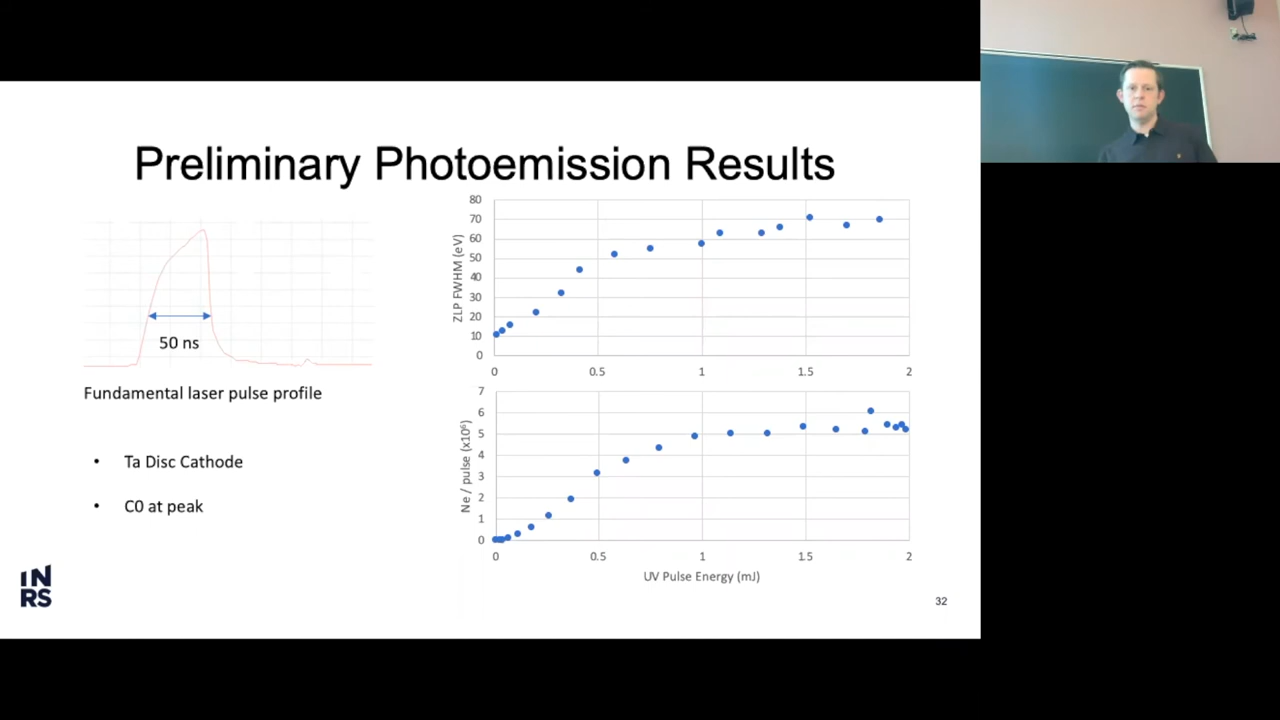 Preliminary Photoemission Results
50 ns
Fundamental laser pulse profile
• Ta Disc Cathode
• C0 at peak
ZLP FWHM (eV)
80
70
60
50
40
30
20
10
0
0 0.5 1 1.5 2
Ne / pulse (x10⁶)
7
6
5
4
3
2
1
0
0 0.5 1 1.5 2
UV Pulse Energy (mJ)
INRS
32